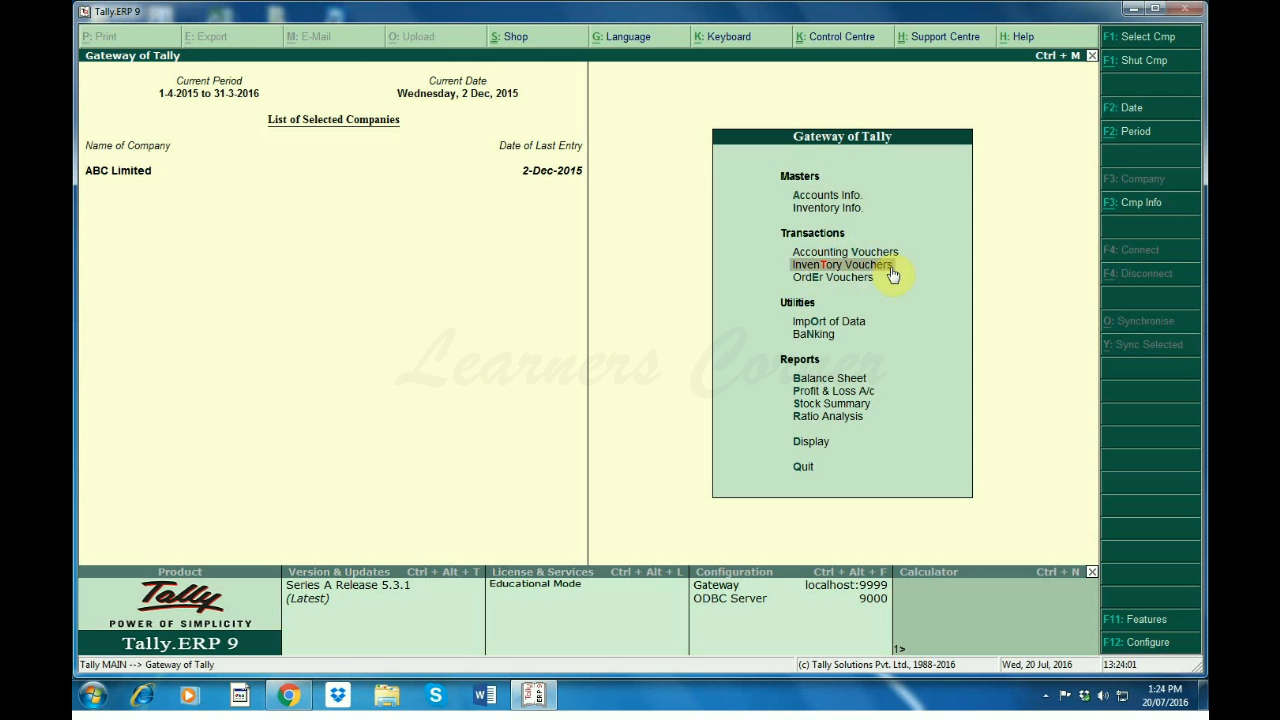 Tally.ERP 9
P: Print
E: Export
M: E-Mail
O: Upload
S: Shop
G: Language
K: Keyboard
K: Control Centre
H: Support Centre
H: Help
F1: Select Cmp
Gateway of Tally
Ctrl + M
F1: Shut Cmp
Current Period
1-4-2015 to 31-3-2016
Current Date
Wednesday, 2 Dec, 2015
List of Selected Companies
Name of Company
Date of Last Entry
ABC Limited
2-Dec-2015
Gateway of Tally
Masters
Accounts Info.
Inventory Info.
Transactions
Accounting Vouchers
InvenTory Vouchers
OrdEr Vouchers
Utilities
ImpOrt of Data
BaNking
Reports
Balance Sheet
Profit & Loss A/c
Stock Summary
Ratio Analysis
Display
Quit
F2: Date
F2: Period
F3: Company
F3: Cmp Info
F4: Connect
F4: Disconnect
O: Synchronise
Y: Sync Selected
F11: Features
F12: Configure
Learners Corner
Product
Tally
POWER OF SIMPLICITY
Tally.ERP 9
Version & Updates Ctrl + Alt + T
Series A Release 5.3.1
(Latest)
License & Services Ctrl + Alt + L
Educational Mode
Configuration Ctrl + Alt + F
Gateway localhost:9999
ODBC Server 9000
Calculator Ctrl + N
1>
Tally MAIN --> Gateway of Tally
(c) Tally Solutions Pvt. Ltd., 1988-2016
Wed, 20 Jul, 2016
13:24:01
1:24 PM
20/07/2016